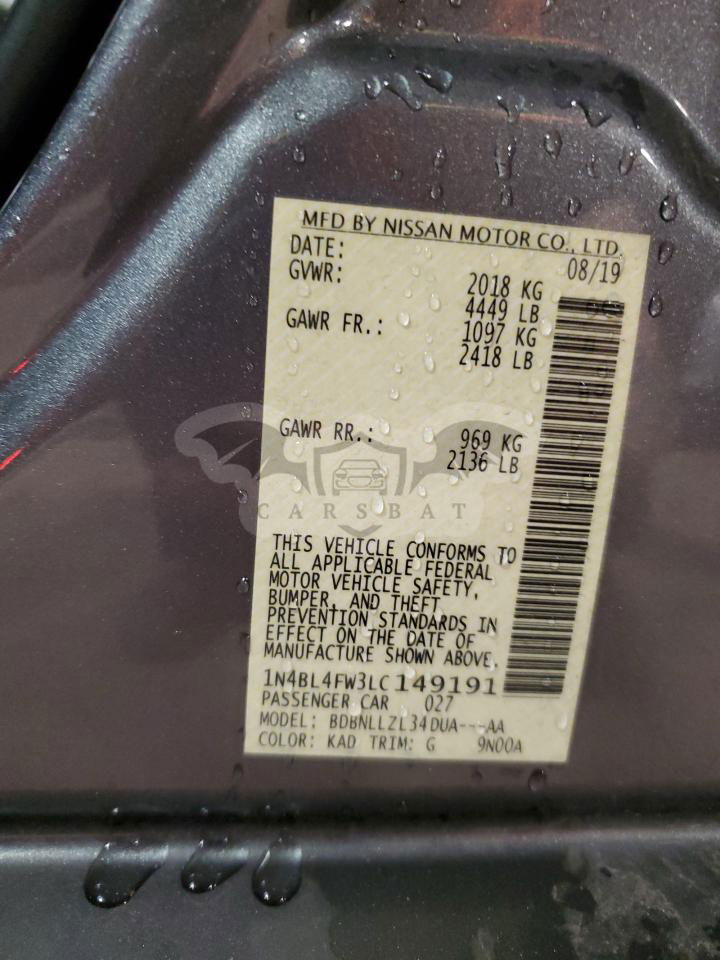 MFD BY NISSAN MOTOR CO., LTD.
DATE: 08/19
GVWR: 2018 KG
4449 LB
GAWR FR.: 1097 KG
2418 LB
GAWR RR.: 969 KG
2136 LB
CARSBAT
THIS VEHICLE CONFORMS TO
ALL APPLICABLE FEDERAL
MOTOR VEHICLE SAFETY,
BUMPER, AND THEFT
PREVENTION STANDARDS IN
EFFECT ON THE DATE OF
MANUFACTURE SHOWN ABOVE.
1N4BL4FW3LC149191
PASSENGER CAR 027
MODEL: BDBNLLZL34DUA---AA
COLOR: KAD TRIM: G 9N00A